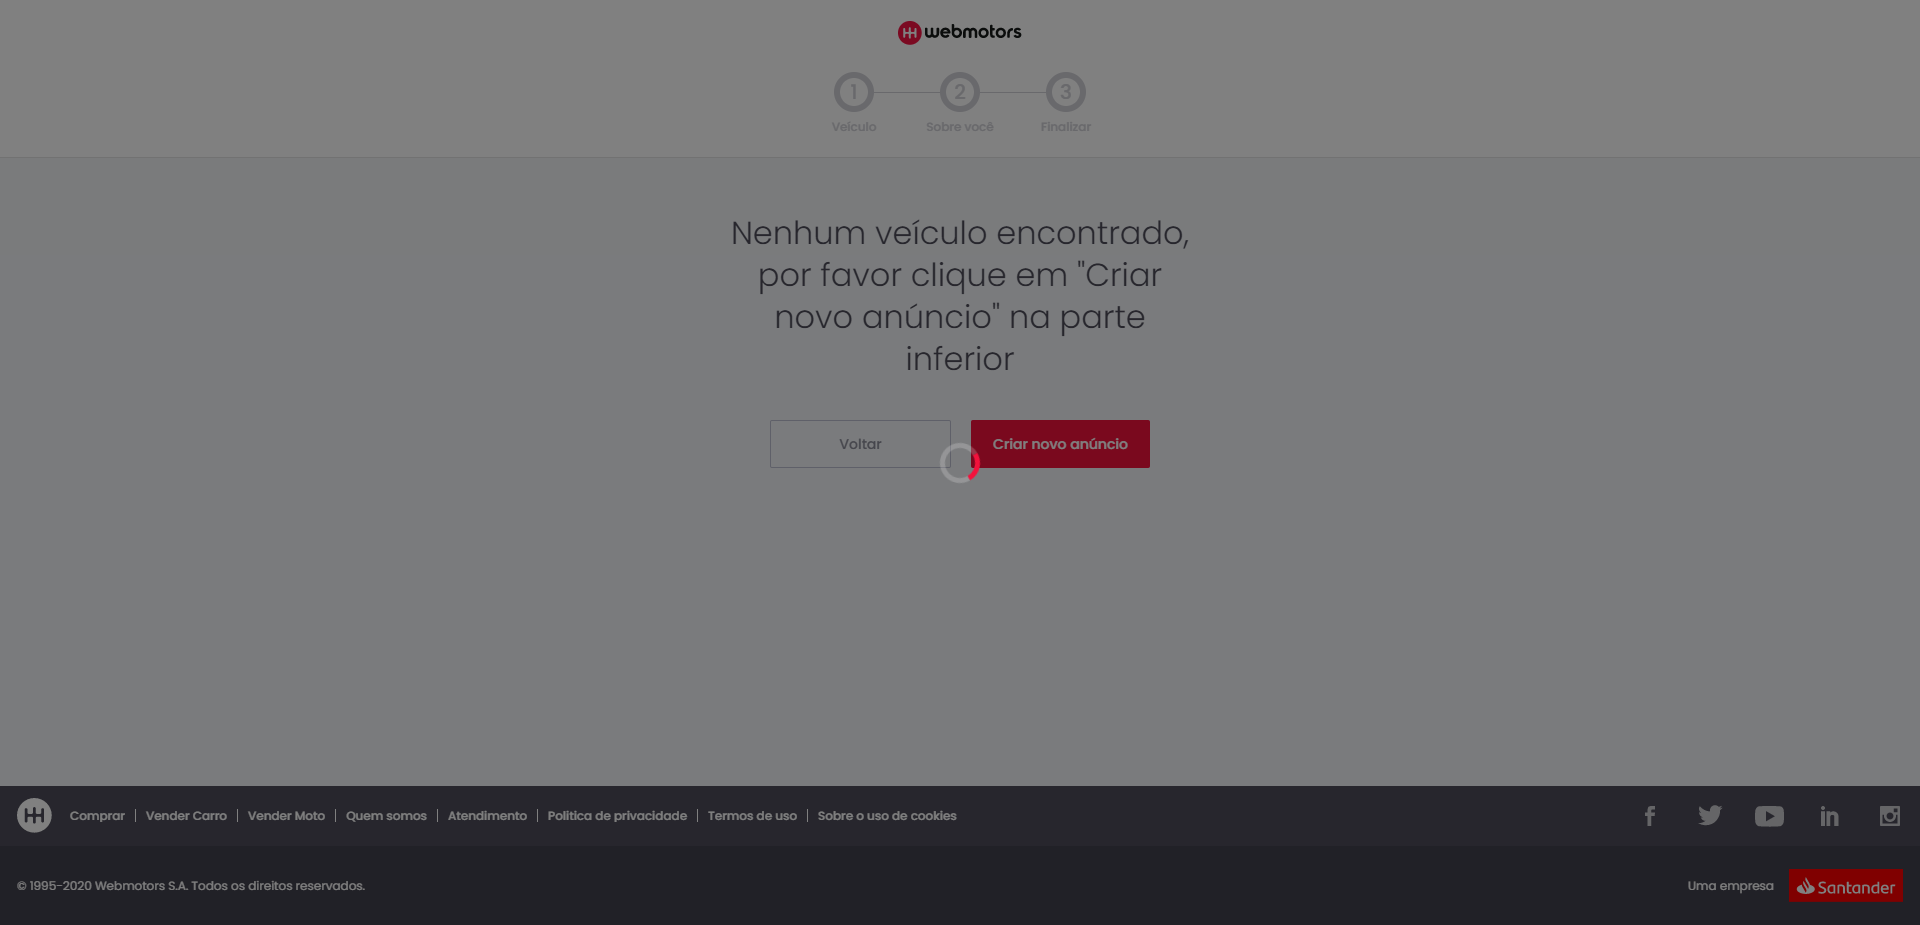 webmotors
1 2 3
Veículo Sobre você Finalizar
Nenhum veículo encontrado,
por favor clique em "Criar
novo anúncio" na parte
inferior
Voltar Criar novo anúncio
Comprar Vender Carro Vender Moto Quem somos Atendimento Política de privacidade Termos de uso Sobre o uso de cookies
© 1995-2020 Webmotors S.A. Todos os direitos reservados.
Uma empresa Santander